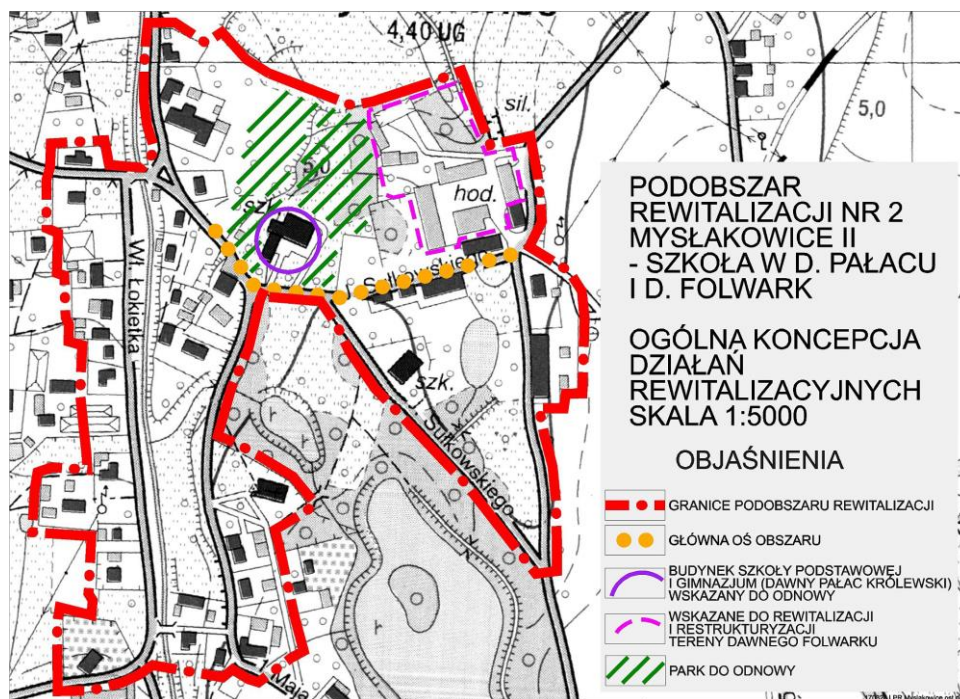 4,40 UG
sil.
5,0
5,0
szk.
hod.
Sułkowskiego
Wł. Łokietka
szk.
Sułkowskiego
Maja
PODOBSZAR
REWITALIZACJI NR 2
MYSŁAKOWICE II
- SZKOŁA W D. PAŁACU
I D. FOLWARK
OGÓLNA KONCEPCJA
DZIAŁAŃ
REWITALIZACYJNYCH
SKALA 1:5000
OBJAŚNIENIA
GRANICE PODOBSZARU REWITALIZACJI
GŁÓWNA OŚ OBSZARU
BUDYNEK SZKOŁY PODSTAWOWEJ
I GIMNAZJUM (DAWNY PAŁAC KRÓLEWSKI)
WSKAZANY DO ODNOWY
WSKAZANE DO REWITALIZACJI
I RESTRUKTURYZACJI
TERENY DAWNEGO FOLWARKU
PARK DO ODNOWY